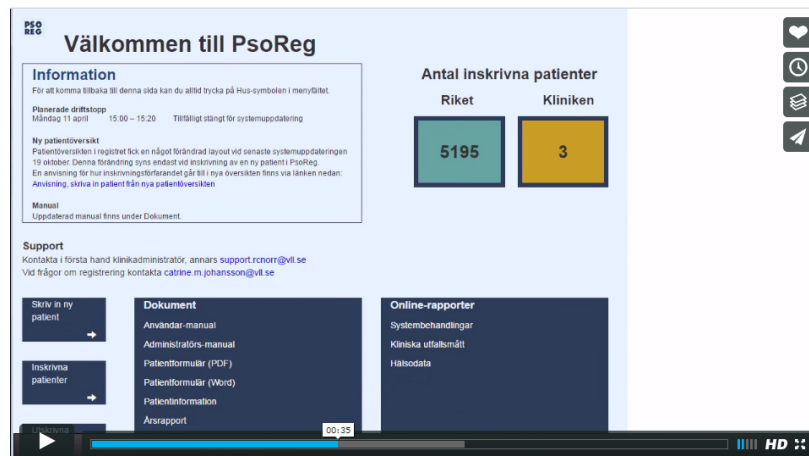 PSO
REG
Välkommen till PsoReg
Information
För att komma tillbaka till denna sida kan du alltid trycka på Hus-symbolen i menyfältet.
Planerade driftstopp
Måndag 11 april 15:00 – 15:20 Tillfälligt stängt för systemuppdatering
Ny patientöversikt
Patientöversikten i registret fick en något förändrad layout vid senaste systemuppdateringen
19 oktober. Denna förändring syns endast vid inskrivning av en ny patient i PsoReg.
En anvisning för hur inskrivningsförfarandet går till i nya översikten finns via länken nedan:
Anvisning, skriva in patient från nya patientöversikten
Manual
Uppdaterad manual finns under Dokument.
Antal inskrivna patienter
Riket Kliniken
5195 3
Support
Kontakta i första hand klinikadministratör, annars support.rcnorr@vll.se
Vid frågor om registrering kontakta catrine.m.johansson@vll.se
Skriv in ny
patient
Inskrivna
patienter
Utskrivna
Dokument
Användar-manual
Administratörs-manual
Patientformulär (PDF)
Patientformulär (Word)
Patientinformation
Årsrapport
Online-rapporter
Systembehandlingar
Kliniska utfallsmått
Hälsodata
00:35
HD